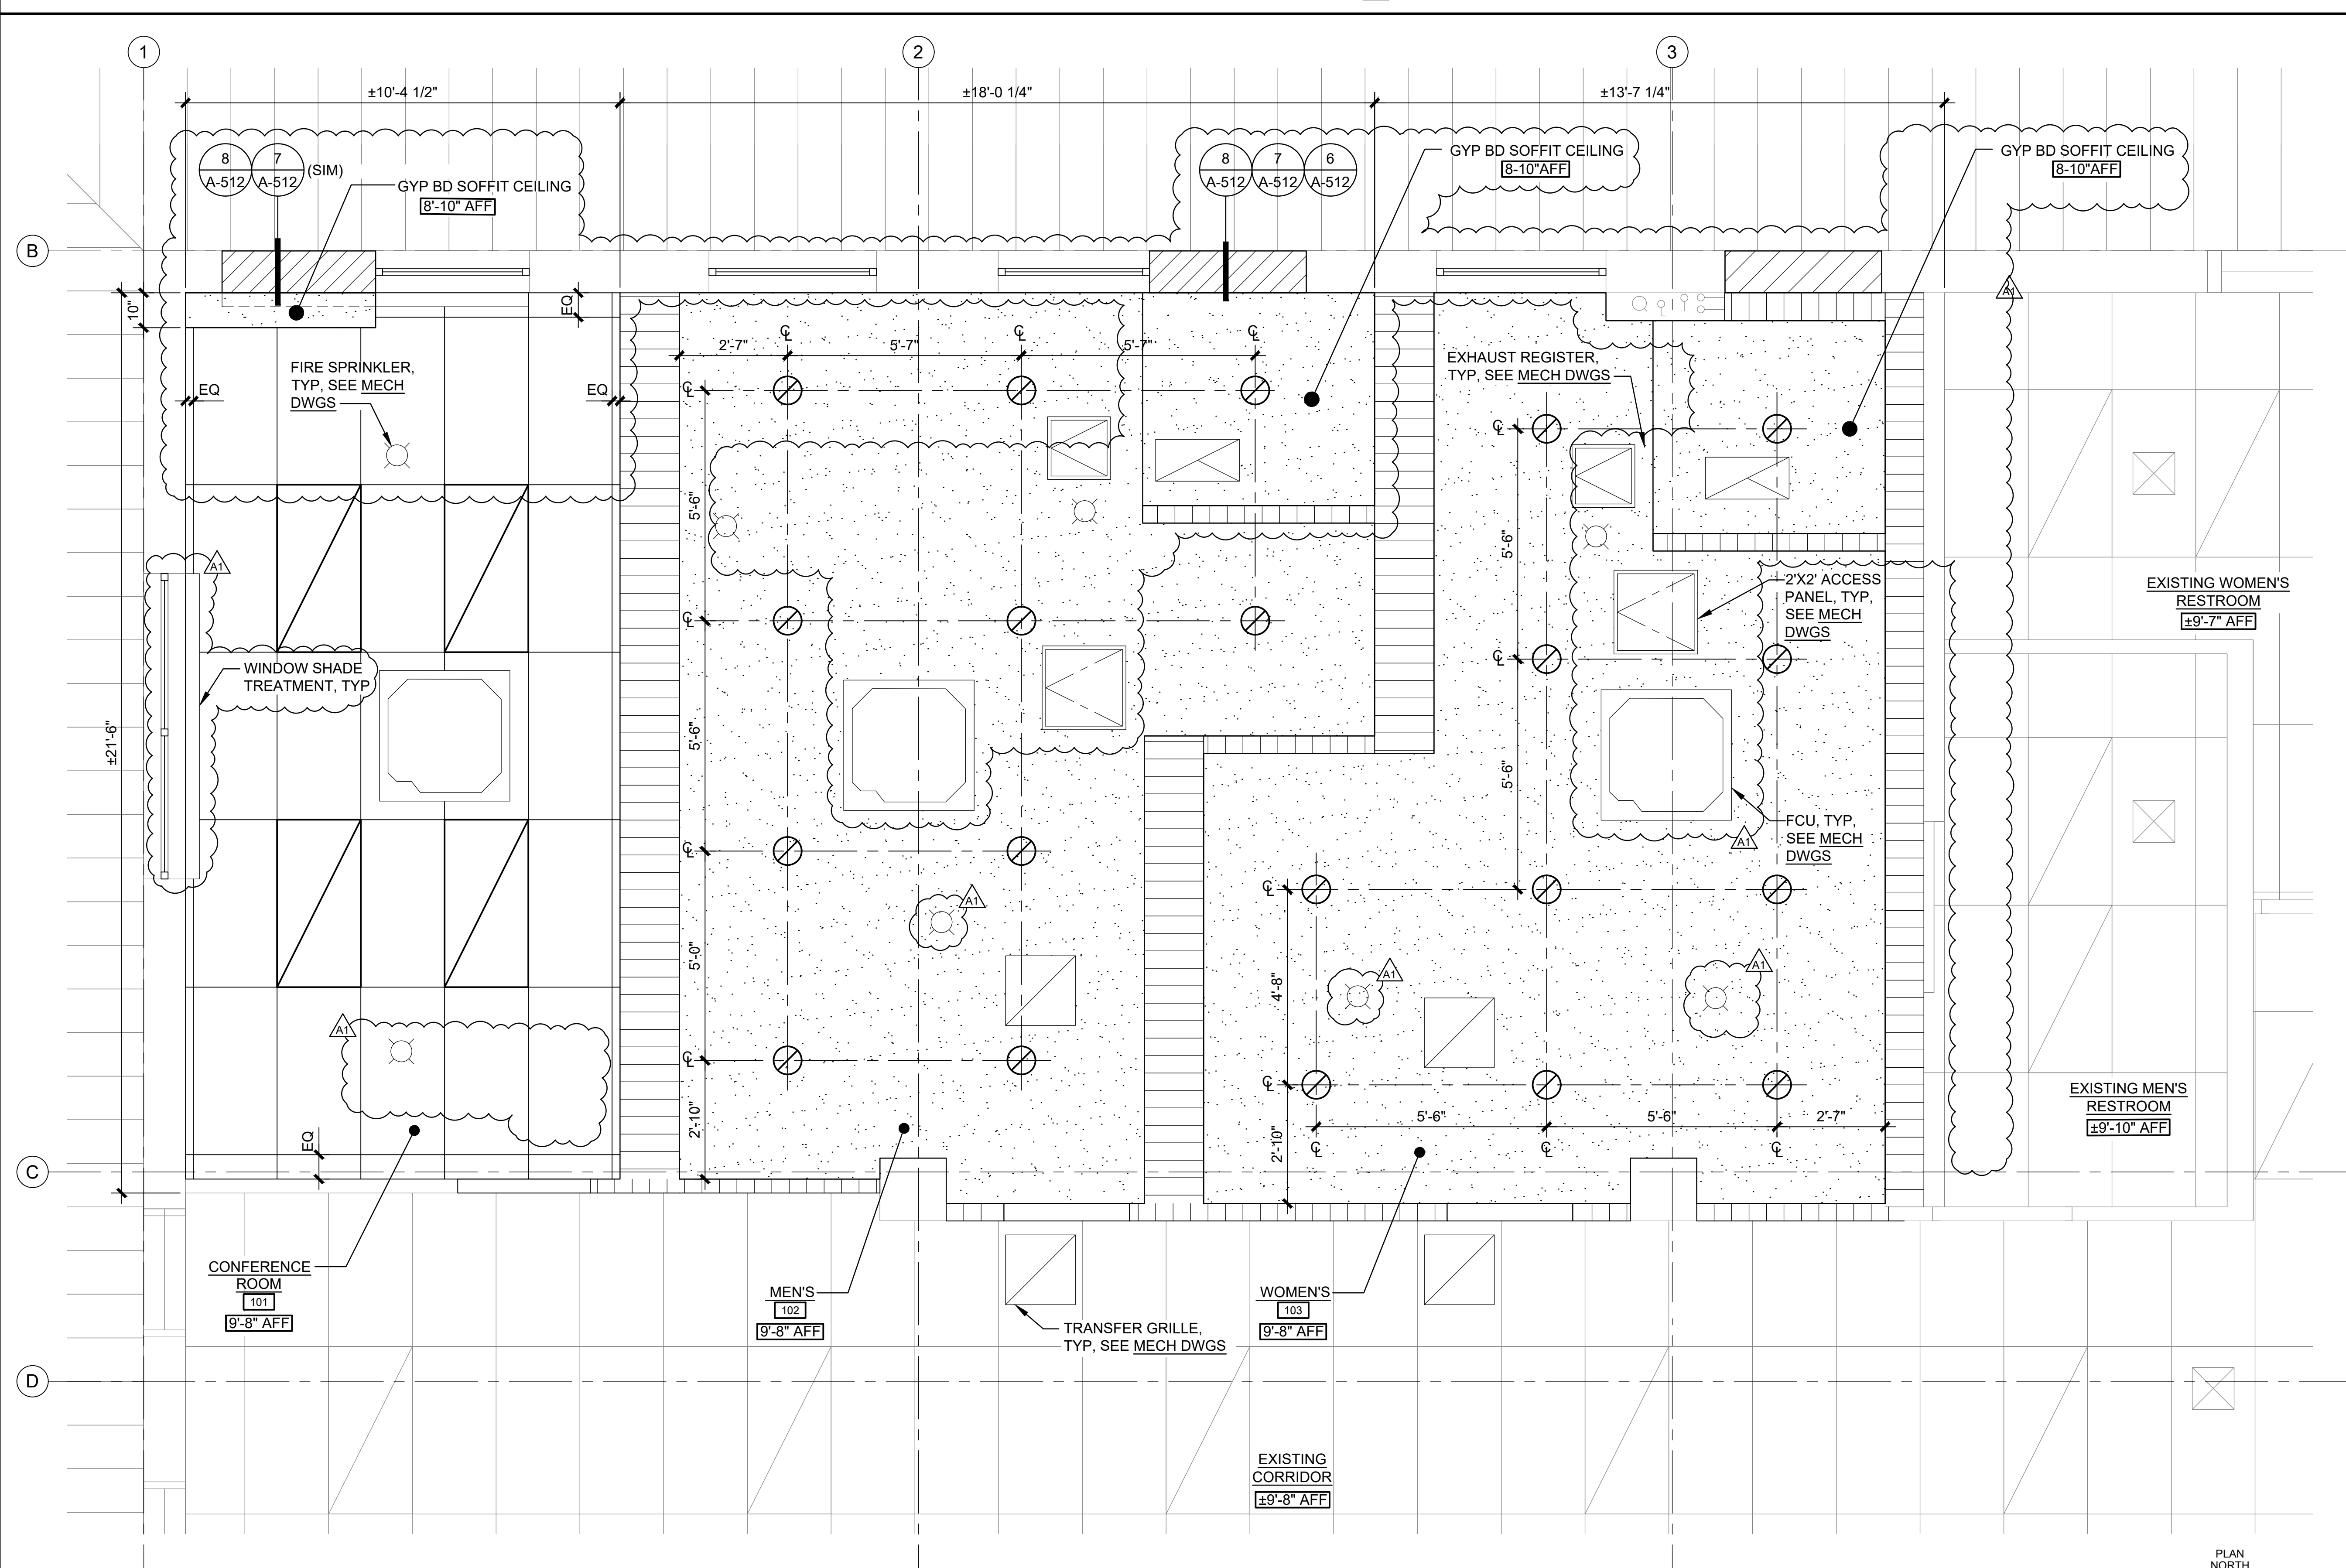 1
2
3
±10'-4 1/2"
±18'-0 1/4"
±13'-7 1/4"
8
A-512
7
A-512
(SIM)
GYP BD SOFFIT CEILING
8'-10" AFF
8
A-512
7
A-512
6
A-512
GYP BD SOFFIT CEILING
8-10"AFF
GYP BD SOFFIT CEILING
8-10"AFF
B
10"
EQ
A1
2'-7"
5'-7"
5'-7"
℄
℄
℄
EXHAUST REGISTER,
TYP, SEE MECH DWGS
FIRE SPRINKLER,
TYP, SEE MECH
DWGS
EQ
EQ
℄
℄
5'-6"
5'-6"
A1
2'X2' ACCESS
PANEL, TYP,
SEE MECH
DWGS
EXISTING WOMEN'S
RESTROOM
±9'-7" AFF
℄
℄
WINDOW SHADE
TREATMENT, TYP
±21'-6"
5'-6"
5'-6"
FCU, TYP,
SEE MECH
DWGS
A1
℄
℄
A1
5'-0"
4'-8"
A1
A1
A1
℄
℄
EXISTING MEN'S
RESTROOM
±9'-10" AFF
2'-10"
5'-6"
5'-6"
2'-7"
EQ
2'-10"
℄
℄
℄
C
CONFERENCE
ROOM
101
9'-8" AFF
MEN'S
102
9'-8" AFF
WOMEN'S
103
9'-8" AFF
TRANSFER GRILLE,
TYP, SEE MECH DWGS
D
EXISTING
CORRIDOR
±9'-8" AFF
PLAN
NORTH